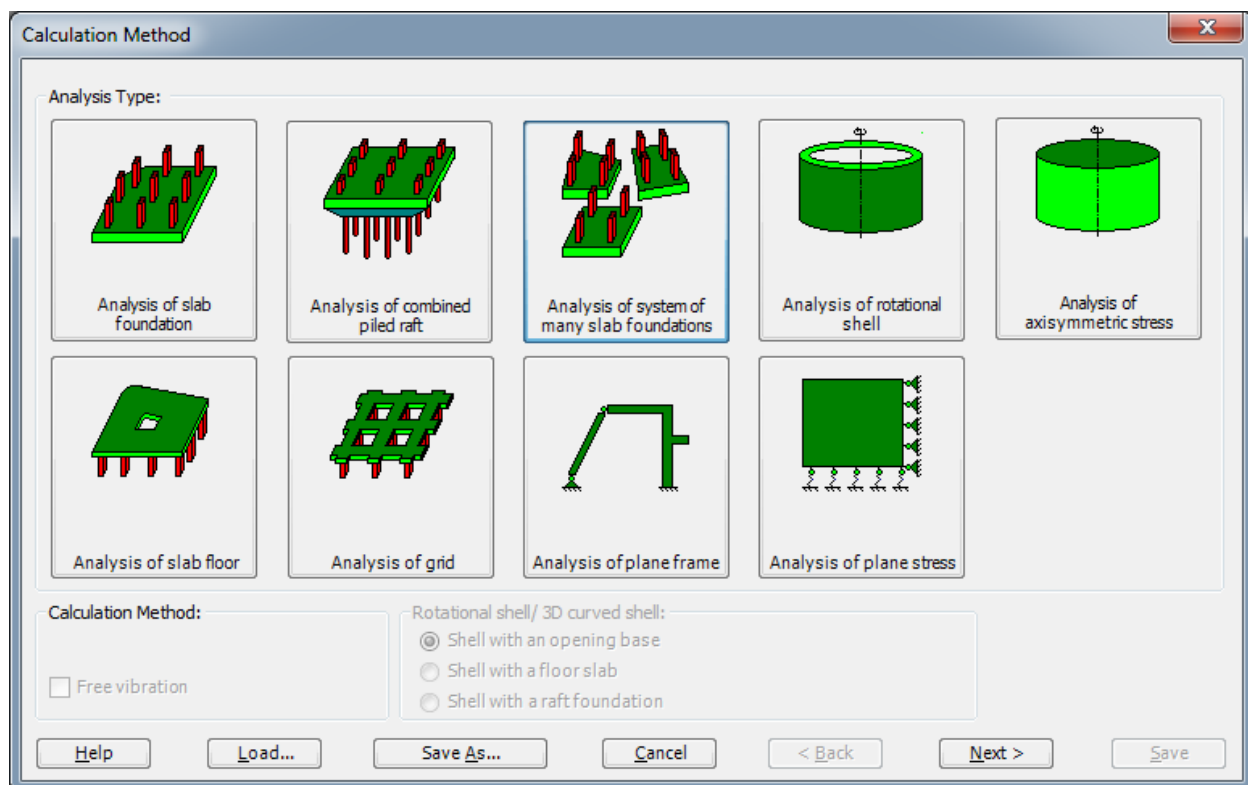 Calculation Method
Analysis Type:
Analysis of slab
foundation
Analysis of combined
piled raft
Analysis of system of
many slab foundations
Analysis of rotational
shell
Analysis of
axisymmetric stress
Analysis of slab floor
Analysis of grid
Analysis of plane frame
Analysis of plane stress
Calculation Method:
Free vibration
Rotational shell/ 3D curved shell:
Shell with an opening base
Shell with a floor slab
Shell with a raft foundation
Help
Load...
Save As...
Cancel
< Back
Next >
Save